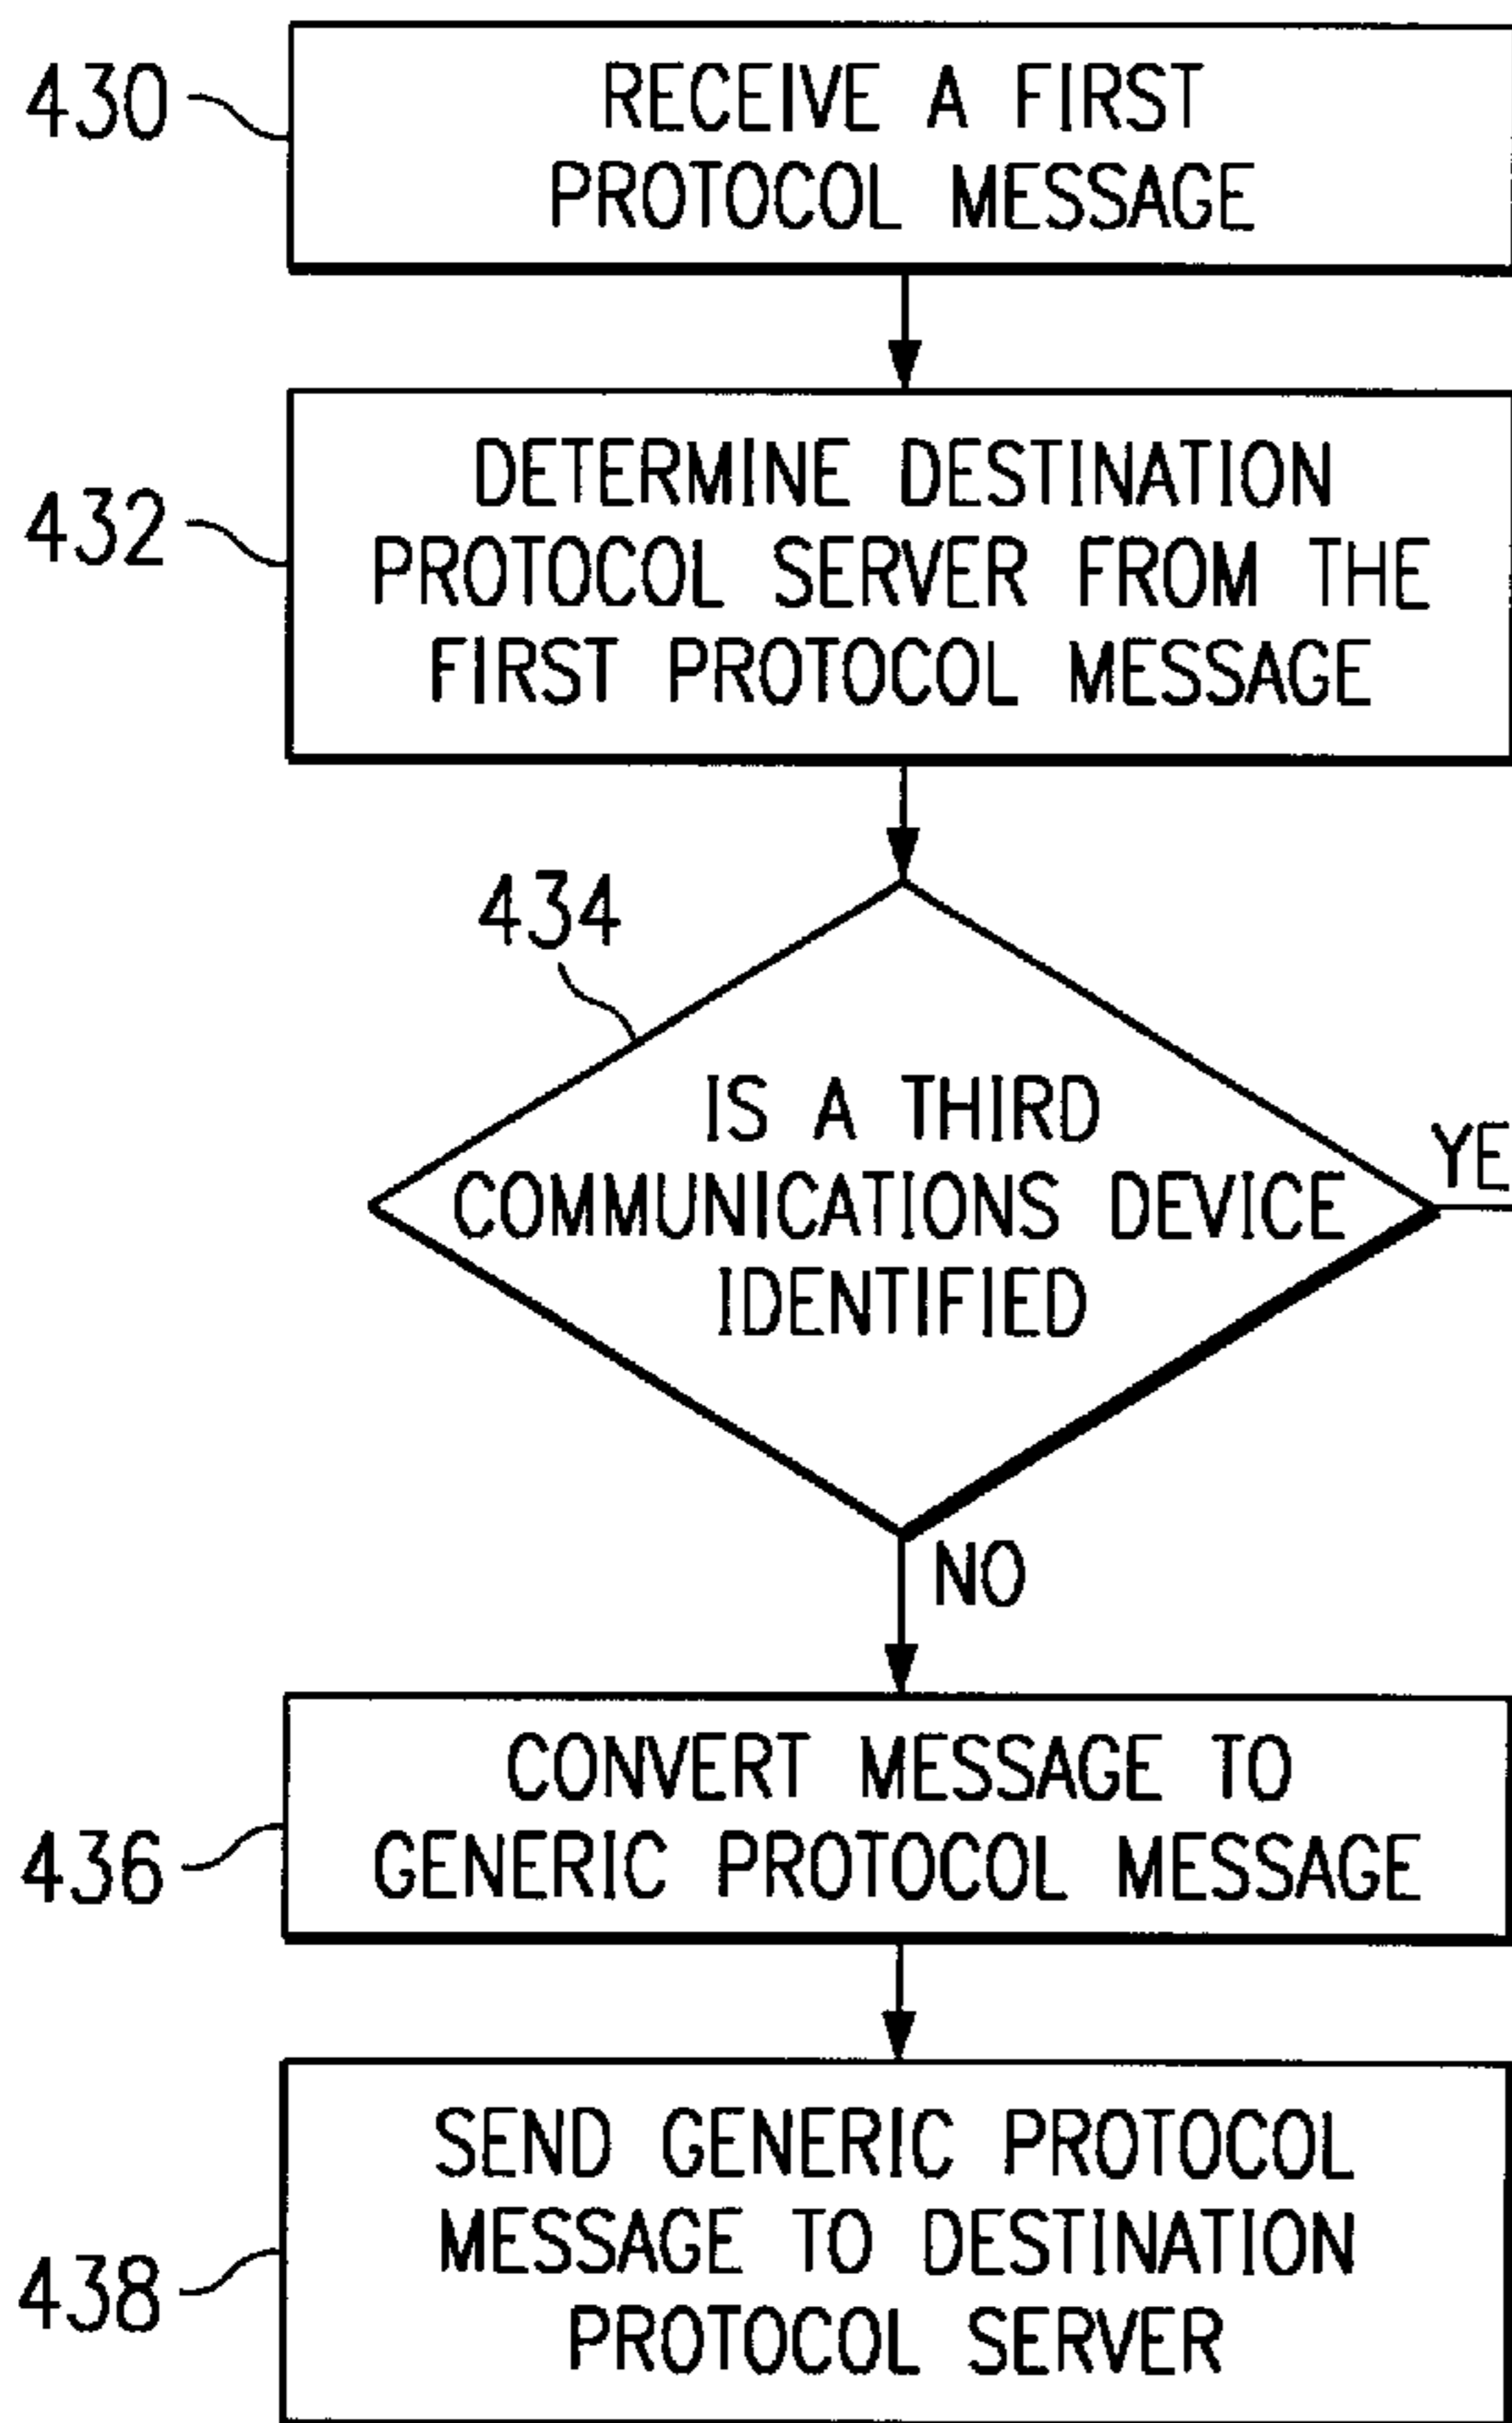 430
RECEIVE A FIRST
PROTOCOL MESSAGE
432
DETERMINE DESTINATION
PROTOCOL SERVER FROM THE
FIRST PROTOCOL MESSAGE
434
IS A THIRD
COMMUNICATIONS DEVICE
IDENTIFIED
YE
NO
436
CONVERT MESSAGE TO
GENERIC PROTOCOL MESSAGE
438
SEND GENERIC PROTOCOL
MESSAGE TO DESTINATION
PROTOCOL SERVER